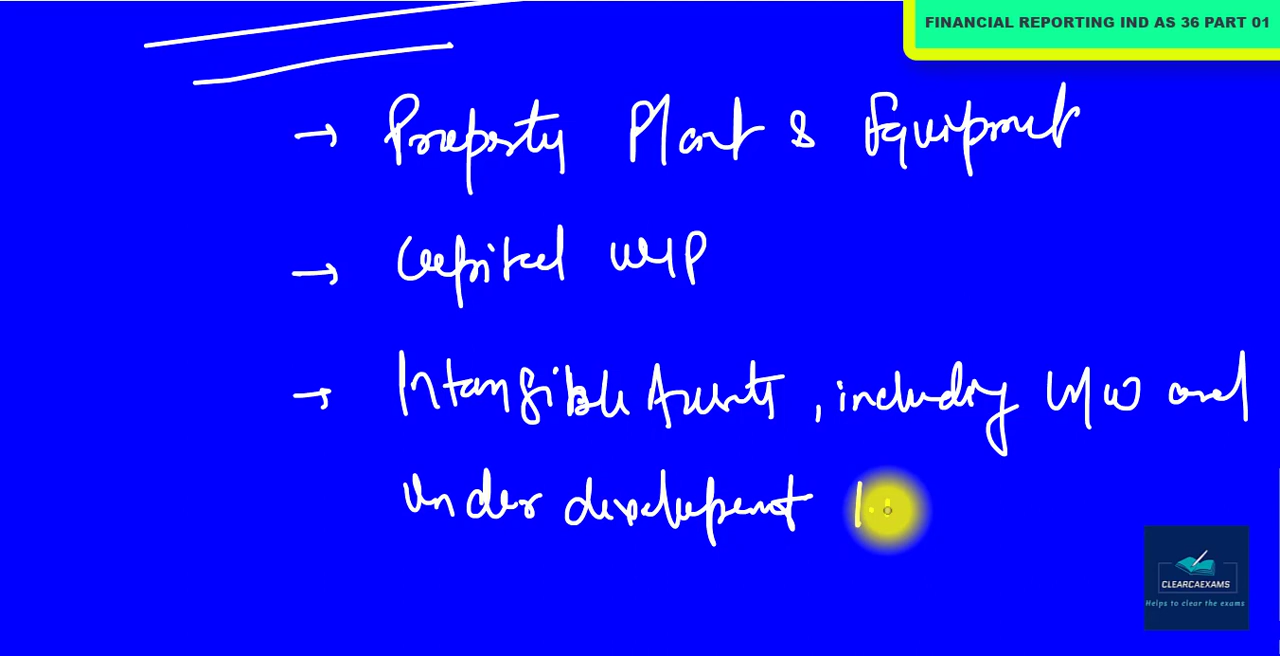 FINANCIAL REPORTING IND AS 36 PART 01
→ Property Plant & Equipment
→ Capital WIP
→ Intangible Assets, including G/W and
under development
CLEARCAEXAMS
Helps to clear the exams